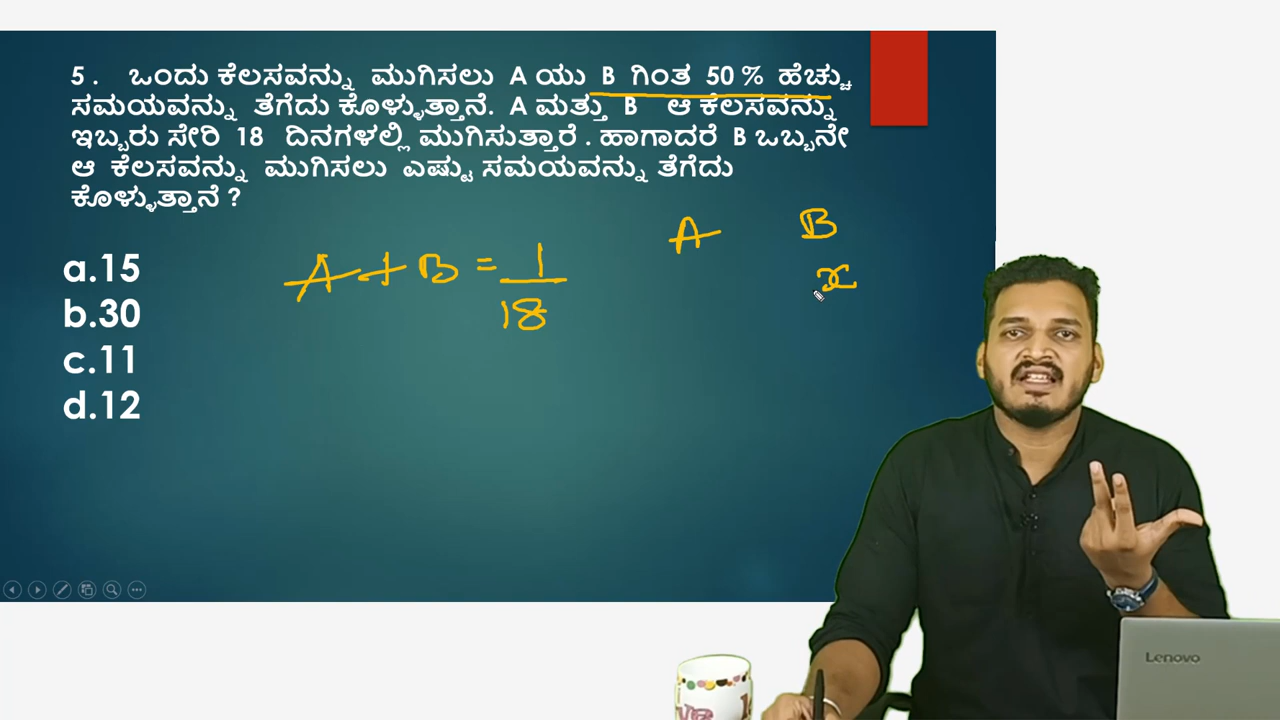 5 . ಒಂದು ಕೆಲಸವನ್ನು ಮುಗಿಸಲು A ಯು B ಗಿಂತ 50 % ಹೆಚ್ಚು
ಸಮಯವನ್ನು ತೆಗೆದು ಕೊಳ್ಳುತ್ತಾನೆ. A ಮತ್ತು B ಆ ಕೆಲಸವನ್ನು
ಇಬ್ಬರು ಸೇರಿ 18 ದಿನಗಳಲ್ಲಿ ಮುಗಿಸುತ್ತಾರೆ . ಹಾಗಾದರೆ B ಒಬ್ಬನೇ
ಆ ಕೆಲಸವನ್ನು ಮುಗಿಸಲು ಎಷ್ಟು ಸಮಯವನ್ನು ತೆಗೆದು
ಕೊಳ್ಳುತ್ತಾನೆ ?
A B
x
A + B = 1/18
a.15
b.30
c.11
d.12
Lenovo